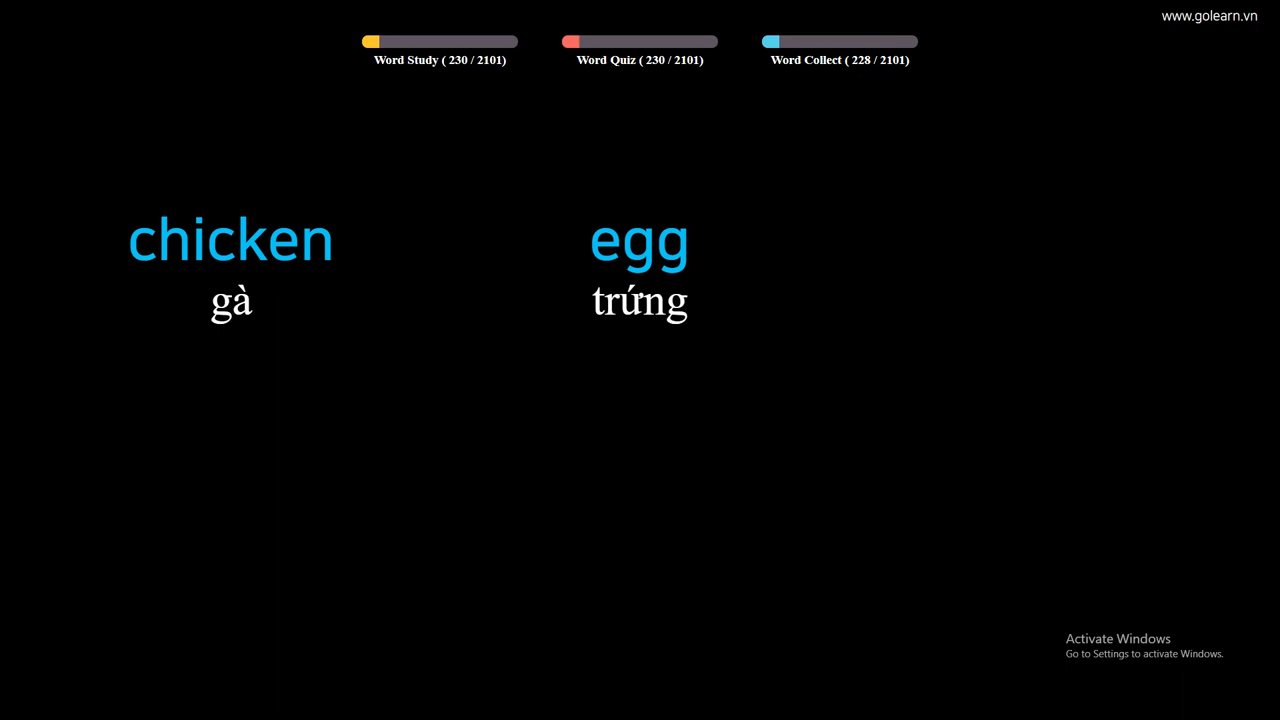 www.golearn.vn
Word Study ( 230 / 2101)
Word Quiz ( 230 / 2101)
Word Collect ( 228 / 2101)
chicken
gà
egg
trứng
Activate Windows
Go to Settings to activate Windows.